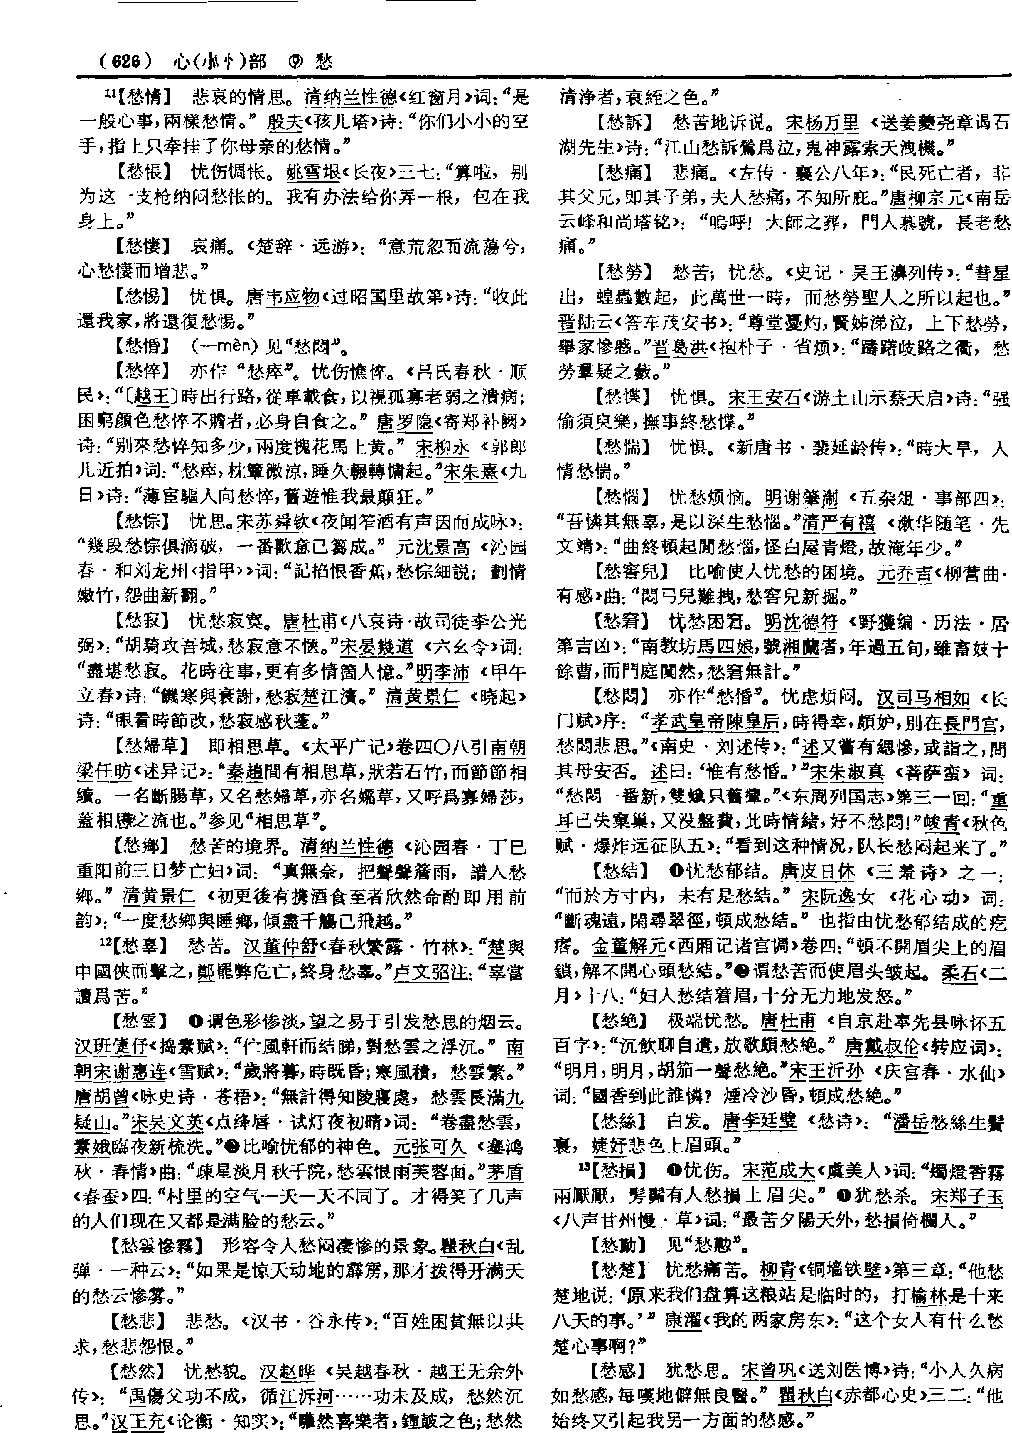 (626) 心(㣺忄)部 ⑨ 愁
¹¹【愁情】 悲哀的情思。清纳兰性德《红窗月》词：“是
一般心事，兩樣愁情。” 殷夫《孩儿塔》诗：“你们小小的空
手，指上只牵挂了你母亲的愁情。”
【愁悵】 忧伤惆怅。姚雪垠《长夜》三七：“算啦，别
为这一支枪纳闷愁怅的。我有办法给你弄一根，包在我
身上。”
【愁悽】 哀痛。《楚辞·远游》：“意荒忽而流蕩兮，
心愁悽而增悲。”
【愁惕】 忧惧。唐韦应物《过昭国里故第》诗：“收此
還我家，將還復愁惕。”
【愁惛】 (—mèn) 见“愁悶”。
【愁悴】 亦作“愁瘁”。忧伤憔悴。《吕氏春秋·顺
民》：“〔越王〕時出行路，從車載食，以視孤寡老弱之漬病；
困窮顔色愁悴不贍者，必身自食之。” 唐罗隐《寄郑补阙》
诗：“别來愁悴知多少，兩度槐花馬上黄。” 宋柳永《郭郎
儿近拍》词：“愁瘁，枕簟微涼，睡久輾轉慵起。”宋朱熹《九
日》诗：“薄宦驅人向愁悴，舊遊惟我最顛狂。”
【愁悰】 忧思。宋苏舜钦《夜闻笮酒有声因而成咏》：
“幾段愁悰俱滴破，一番歡意已篘成。” 元沈景高《沁园
春·和刘龙州〈指甲〉》词：“記掐恨香蕉，愁悰細説；劃情
嫩竹，怨曲新翻。”
【愁寂】 忧愁寂寞。唐杜甫《八哀诗·故司徒李公光
弼》：“胡騎攻吾城，愁寂意不愜。”宋晏幾道《六幺令》词：
“盡堪愁寂。花時往事，更有多情箇人憶。”明李沛《甲午
立春》诗：“饑寒與衰謝，愁寂楚江濆。” 清黄景仁《晓起》
诗：“眼看時節改，愁寂感秋蓬。”
【愁婦草】 即相思草。《太平广记》卷四〇八引南朝
梁任昉《述异记》：“秦趙間有相思草，狀若石竹，而節節相
續。一名斷腸草，又名愁婦草，亦名孀草，又呼爲寡婦莎，
蓋相戀之流也。”参见“相思草”。
【愁鄉】 愁苦的境界。清纳兰性德《沁园春·丁巳
重阳前三日梦亡妇》词：“真無奈，把聲聲簷雨，譜入愁
鄉。” 清黄景仁《初更後有携酒食至者欣然命酌即用前
韵》：“一度愁鄉與睡鄉，傾盡千觴已飛越。”
¹²【愁辜】 愁苦。汉董仲舒《春秋繁露·竹林》：“楚與
中國俠而擊之，鄭罷弊危亡，終身愁辜。”卢文弨注：“辜當
讀爲苦。”
【愁雲】 ❶谓色彩惨淡，望之易于引发愁思的烟云。
汉班倢伃《捣素赋》：“佇風軒而結睇，對愁雲之浮沉。” 南
朝宋谢惠连《雪赋》：“歲將暮，時既昏；寒風積，愁雲繁。”
唐胡曾《咏史诗·苍梧》：“無計得知陵寢處，愁雲長滿九
疑山。”宋吴文英《点绛唇·试灯夜初晴》词：“卷盡愁雲，
素娥臨夜新梳洗。”❷比喻忧郁的神色。元张可久《塞鸿
秋·春情》曲：“疎星淡月秋千院，愁雲恨雨芙蓉面。”茅盾
《春蚕》四：“村里的空气一天一天不同了。才得笑了几声
的人们现在又都是满脸的愁云。”
【愁雲慘霧】 形容令人愁闷凄惨的景象。瞿秋白《乱
弹·一种云》：“如果是惊天动地的霹雳，那才拨得开满天
的愁云惨雾。”
【愁悲】 悲愁。《汉书·谷永传》：“百姓困貧無以共
求，愁悲怨恨。”
【愁然】 忧愁貌。汉赵晔《吴越春秋·越王无余外
传》：“禹傷父功不成，循江泝河……功未及成，愁然沉
思。”汉王充《论衡·知实》：“驩然喜樂者，鐘鼓之色；愁然
清浄者，衰絰之色。”
【愁訴】 愁苦地诉说。宋杨万里《送姜夔尧章谒石
湖先生》诗：“江山愁訴鶯爲泣，鬼神露索天洩機。”
【愁痛】 悲痛。《左传·襄公八年》：“民死亡者，非
其父兄，即其子弟，夫人愁痛，不知所庇。”唐柳宗元《南岳
云峰和尚塔铭》：“嗚呼！大師之葬，門人慕號，長老愁
痛。”
【愁勞】 愁苦；忧愁。《史记·吴王濞列传》：“彗星
出，蝗蟲數起，此萬世一時，而愁勞聖人之所以起也。”
晋陆云《答车茂安书》：“尊堂憂灼，賢姊涕泣，上下愁勞，
舉家慘慼。”晋葛洪《抱朴子·省烦》：“躊躇歧路之衢，愁
勞羣疑之藪。”
【愁慄】 忧惧。宋王安石《游土山示蔡天启》诗：“强
偷須臾樂，撫事終愁慄。”
【愁惴】 忧惧。《新唐书·裴延龄传》：“時大旱，人
情愁惴。”
【愁惱】 忧愁烦恼。明谢肇淛《五杂俎·事部四》：
“吾憐其無辜，是以深生愁惱。”清严有禧《漱华随笔·先
文靖》：“曲終頓起閒愁惱，怪白屋青燈，故淹年少。”
【愁窖兒】 比喻使人忧愁的困境。元乔吉《柳营曲·
有感》曲：“悶弓兒難拽，愁窖兒新掘。”
【愁窘】 忧愁困窘。明沈德符《野獲编·历法·居
第吉凶》：“南教坊馬四娘，號湘蘭者，年過五旬，雖畜妓十
餘曹，而門庭闃然，愁窘無計。”
【愁悶】 亦作“愁惛”。忧虑烦闷。汉司马相如《长
门赋》序：“孝武皇帝陳皇后，時得幸，頗妒，别在長門宫，
愁悶悲思。”《南史·刘述传》：“述又嘗有緦慘，或詣之，問
其母安否。述曰：‘惟有愁惛。’”宋朱淑真《菩萨蛮》词：
“愁悶一番新，雙蛾只舊顰。”《东周列国志》第三一回：“重
耳已失窠巢，又没盤費，此時情緒，好不愁悶！”峻青《秋色
赋·爆炸远征队五》：“看到这种情况，队长愁闷起来了。”
【愁結】 ❶忧愁郁结。唐皮日休《三羞诗》之一：
“而於方寸内，未有是愁結。” 宋阮逸女《花心动》词：
“斷魂遠，閒尋翠徑，頓成愁結。” 也指由忧愁郁结成的疙
瘩。金董解元《西厢记诸宫调》卷四：“頓不開眉尖上的眉
鎖，解不開心頭愁結。”❷谓愁苦而使眉头皱起。柔石《二
月》十八：“妇人愁结着眉，十分无力地发怒。”
【愁絶】 极端忧愁。唐杜甫《自京赴奉先县咏怀五
百字》：“沉飲聊自遣，放歌頗愁絶。” 唐戴叔伦《转应词》：
“明月，明月，胡笳一聲愁絶。”宋王沂孙《庆宫春·水仙》
词：“國香到此誰憐？煙冷沙昏，頓成愁絶。”
【愁絲】 白发。唐李廷璧《愁诗》：“潘岳愁絲生鬢
裏，婕妤悲色上眉頭。”
¹³【愁損】 ❶忧伤。宋范成大《虞美人》词：“燭燈香霧
兩厭厭，髣髴有人愁損上眉尖。” ❶犹愁杀。宋郑子玉
《八声甘州慢·草》词：“最苦夕陽天外，愁損倚欄人。”
【愁懃】 见“愁懃”。
【愁楚】 忧愁痛苦。柳青《铜墙铁壁》第三章：“他愁
楚地说：‘原来我们盘算这粮站是临时的，打榆林是十来
八天的事。’” 康濯《我的两家房东》：“这个女人有什么愁
楚心事啊？”
【愁感】 犹愁思。宋曾巩《送刘医博》诗：“小人久病
如愁感，每嘆地僻無良醫。” 瞿秋白《赤都心史》三二：“他
始终又引起我另一方面的愁感。”